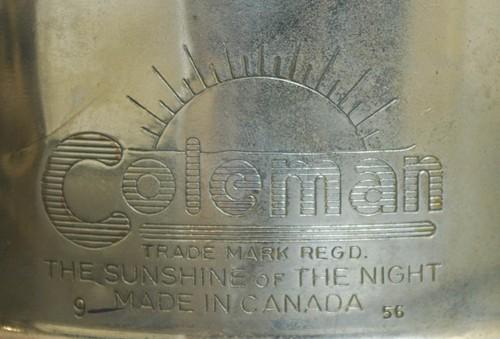 Coleman
TRADE MARK REGD.
THE SUNSHINE OF THE NIGHT
9 MADE IN CANADA 56